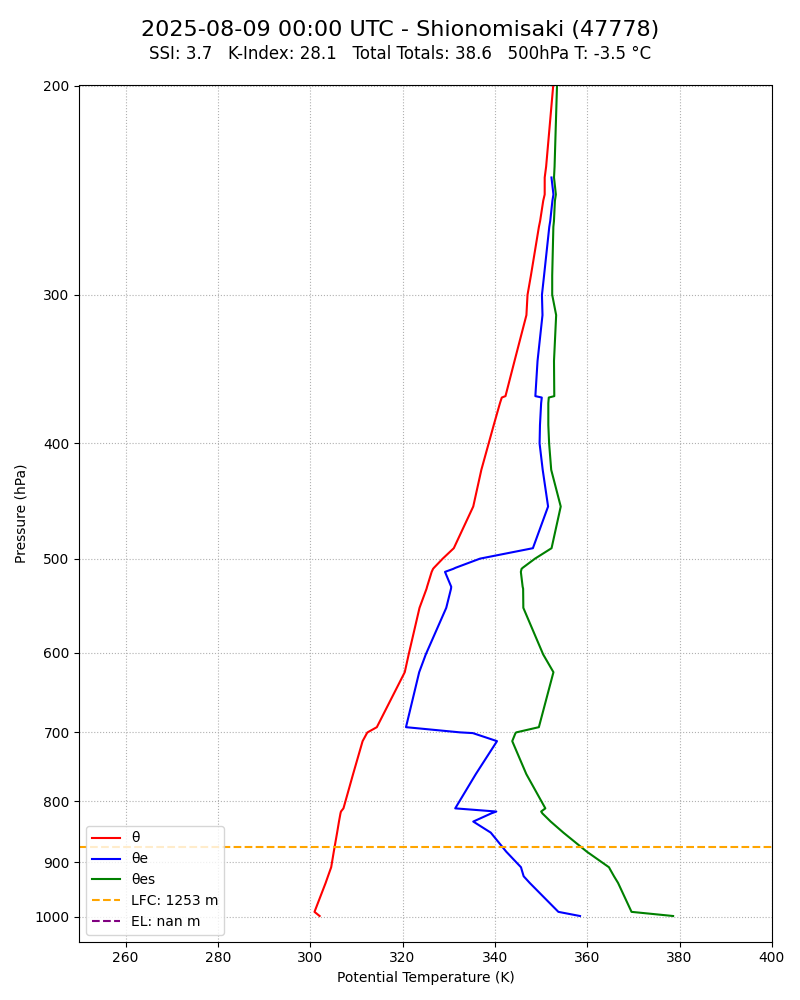 2025-08-09 00:00 UTC - Shionomisaki (47778)
SSI: 3.7 K-Index: 28.1 Total Totals: 38.6 500hPa T: -3.5 °C
200
300
400
500
600
700
800
900
1000
Pressure (hPa)
θ
θe
θes
LFC: 1253 m
EL: nan m
260 280 300 320 340 360 380 400
Potential Temperature (K)